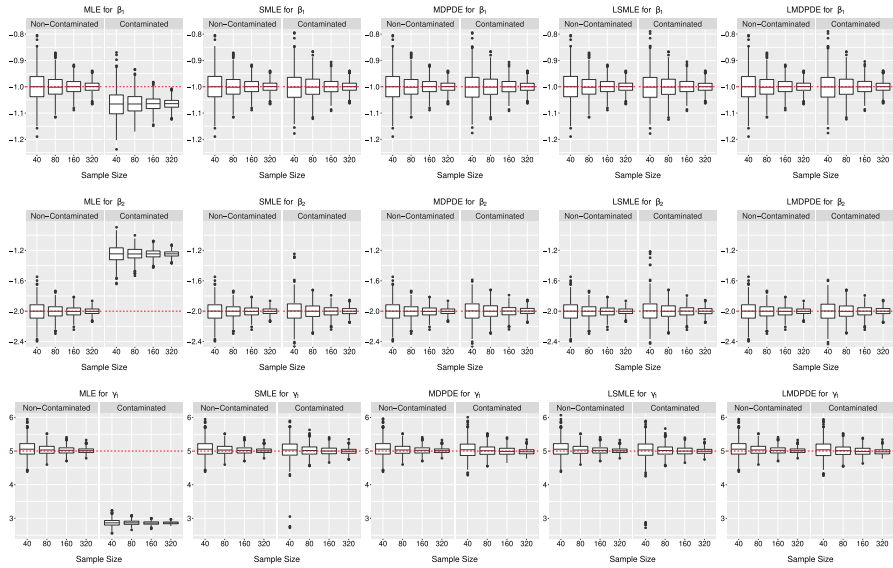 MLE for β₁ SMLE for β₁ MDPDE for β₁ LSMLE for β₁ LMDPDE for β₁
Non−Contaminated Contaminated Non−Contaminated Contaminated Non−Contaminated Contaminated Non−Contaminated Contaminated Non−Contaminated Contaminated
−0.8 −0.8 −0.8 −0.8 −0.8
−0.9 −0.9 −0.9 −0.9 −0.9
−1.0 −1.0 −1.0 −1.0 −1.0
−1.1 −1.1 −1.1 −1.1 −1.1
−1.2 −1.2 −1.2 −1.2 −1.2
40 80 160 320 40 80 160 320 40 80 160 320 40 80 160 320 40 80 160 320 40 80 160 320 40 80 160 320 40 80 160 320 40 80 160 320 40 80 160 320
Sample Size Sample Size Sample Size Sample Size Sample Size
MLE for β₂ SMLE for β₂ MDPDE for β₂ LSMLE for β₂ LMDPDE for β₂
Non−Contaminated Contaminated Non−Contaminated Contaminated Non−Contaminated Contaminated Non−Contaminated Contaminated Non−Contaminated Contaminated
−1.2 −1.2 −1.2 −1.2 −1.2
−1.6 −1.6 −1.6 −1.6 −1.6
−2.0 −2.0 −2.0 −2.0 −2.0
−2.4 −2.4 −2.4 −2.4 −2.4
40 80 160 320 40 80 160 320 40 80 160 320 40 80 160 320 40 80 160 320 40 80 160 320 40 80 160 320 40 80 160 320 40 80 160 320 40 80 160 320
Sample Size Sample Size Sample Size Sample Size Sample Size
MLE for γ₁ SMLE for γ₁ MDPDE for γ₁ LSMLE for γ₁ LMDPDE for γ₁
Non−Contaminated Contaminated Non−Contaminated Contaminated Non−Contaminated Contaminated Non−Contaminated Contaminated Non−Contaminated Contaminated
6 6 6 6 6
5 5 5 5 5
4 4 4 4 4
3 3 3 3 3
40 80 160 320 40 80 160 320 40 80 160 320 40 80 160 320 40 80 160 320 40 80 160 320 40 80 160 320 40 80 160 320 40 80 160 320 40 80 160 320
Sample Size Sample Size Sample Size Sample Size Sample Size